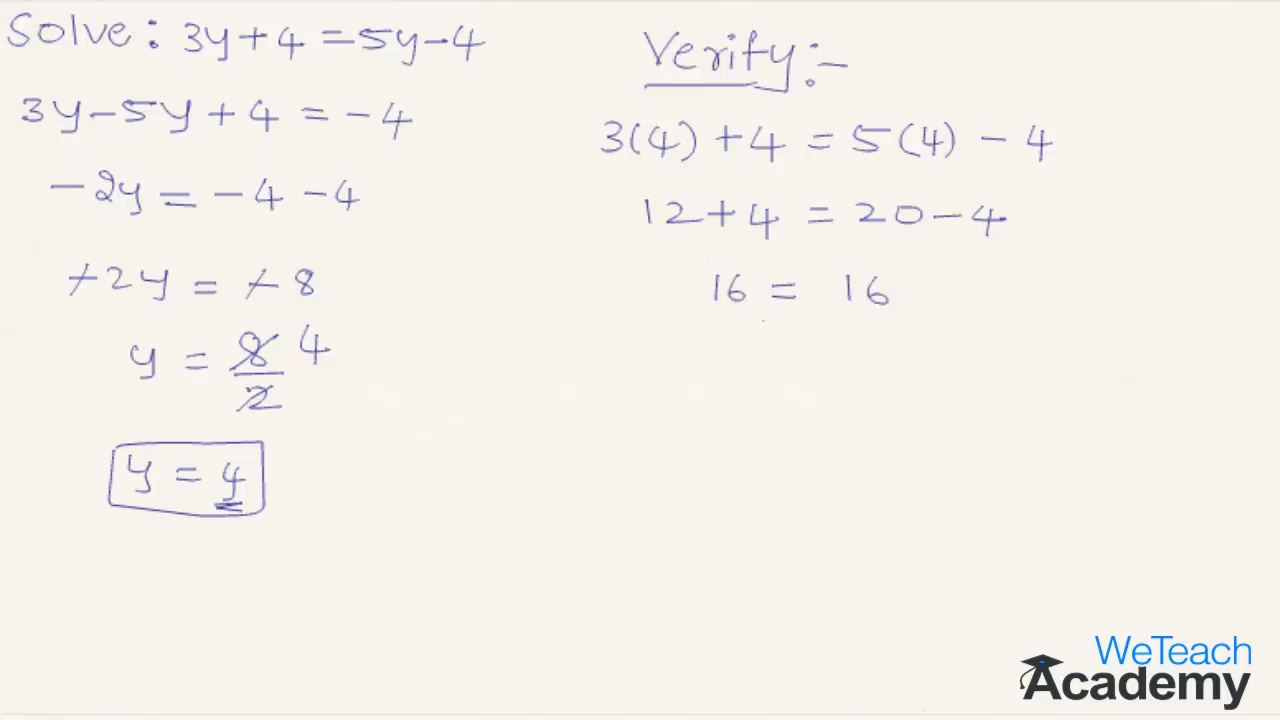 Solve: 3y+4=5y-4
3y-5y+4=-4
-2y=-4-4
-2y=-8
y=8/2 4
y=4
Verify:-
3(4)+4=5(4)-4
12+4=20-4
16=16
WeTeach
Academy